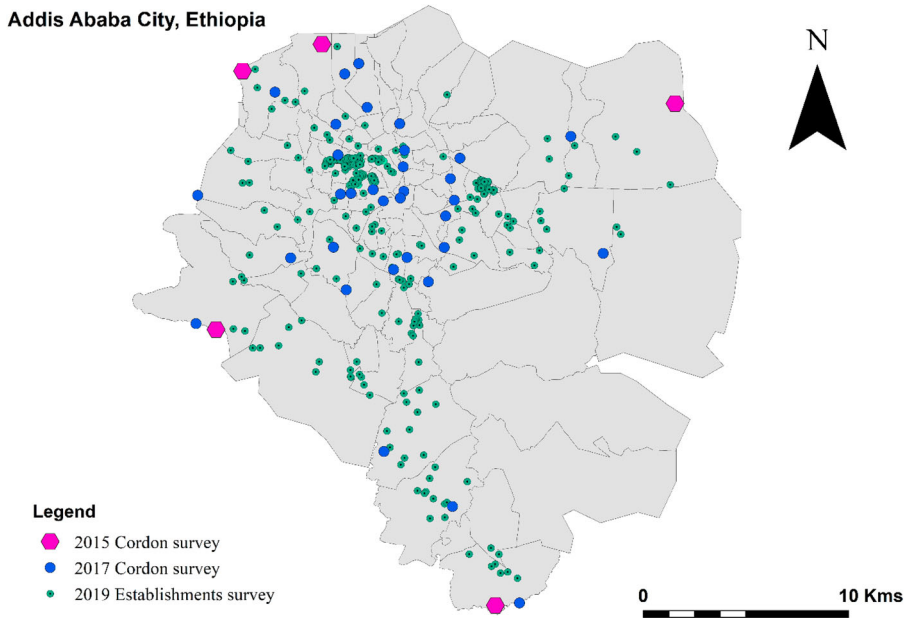 Addis Ababa City, Ethiopia
N
Legend
2015 Cordon survey
2017 Cordon survey
2019 Establishments survey
0 10 Kms